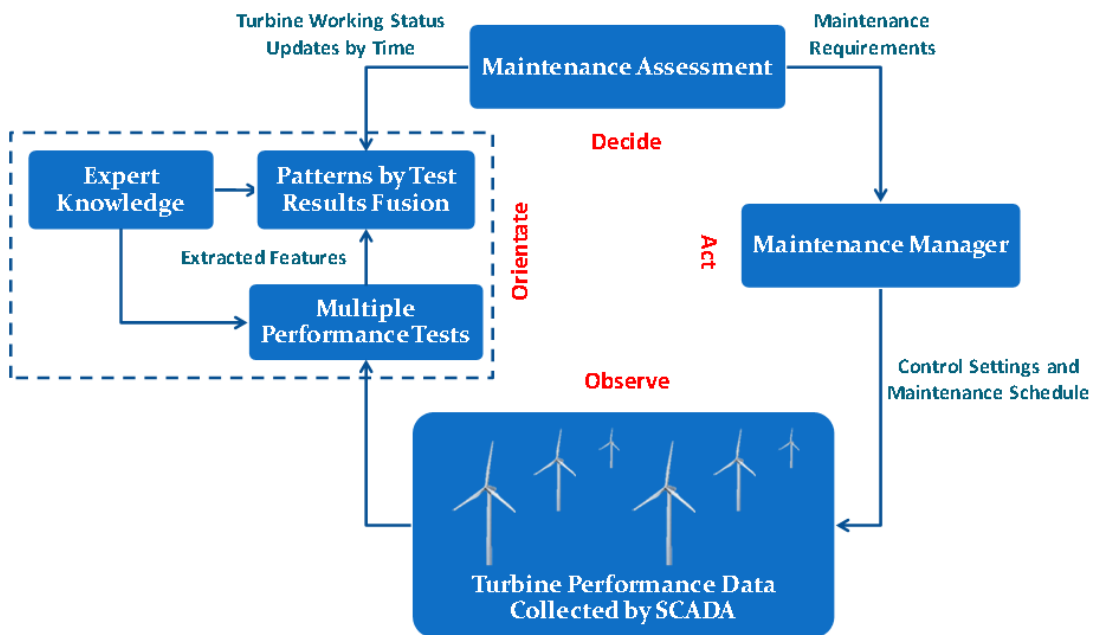 Turbine Working Status
Updates by Time
Maintenance
Requirements
Maintenance Assessment
Decide
Expert
Knowledge
Patterns by Test
Results Fusion
Orientate
Act
Maintenance Manager
Extracted Features
Multiple
Performance Tests
Observe
Control Settings and
Maintenance Schedule
Turbine Performance Data
Collected by SCADA